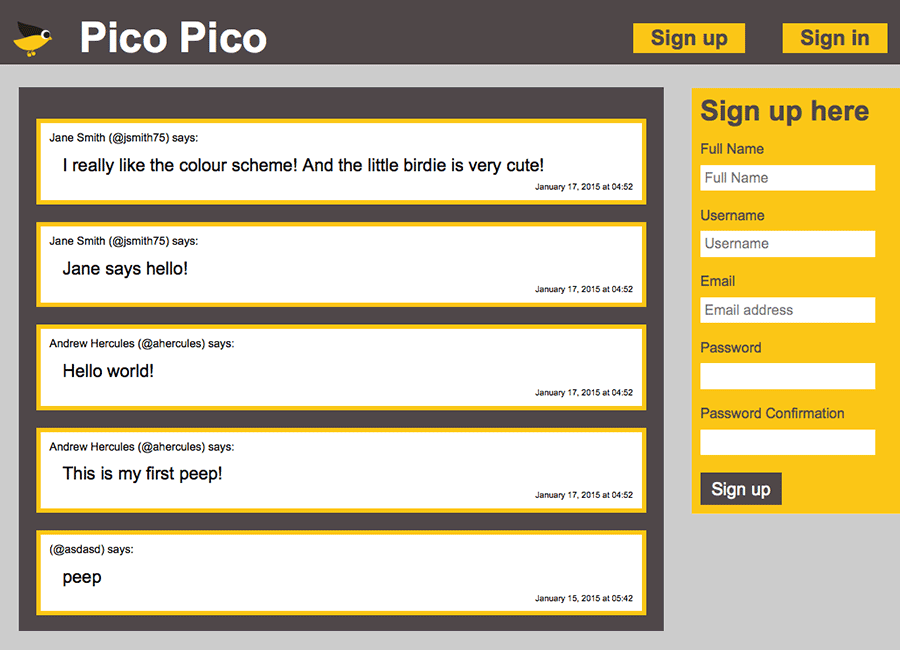 Pico Pico
Sign up
Sign in
Jane Smith (@jsmith75) says:
I really like the colour scheme! And the little birdie is very cute!
January 17, 2015 at 04:52
Jane Smith (@jsmith75) says:
Jane says hello!
January 17, 2015 at 04:52
Andrew Hercules (@ahercules) says:
Hello world!
January 17, 2015 at 04:52
Andrew Hercules (@ahercules) says:
This is my first peep!
January 17, 2015 at 04:52
(@asdasd) says:
peep
January 15, 2015 at 05:42
Sign up here
Full Name
Full Name
Username
Username
Email
Email address
Password
Password Confirmation
Sign up